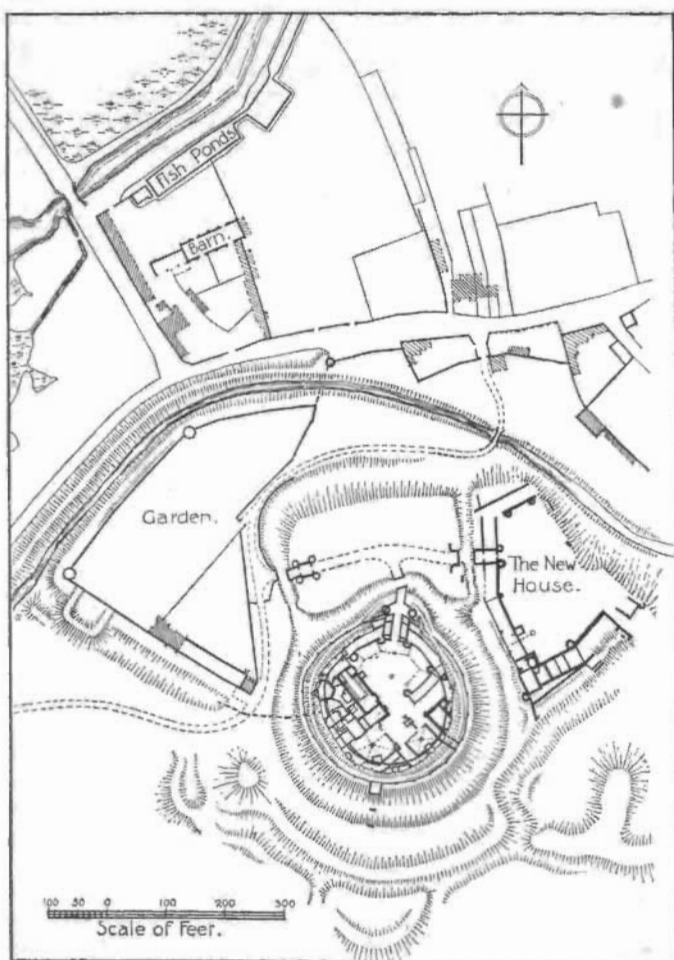 Fish Ponds
Barn.
Garden.
The New
House.
100 50 0 100 200 300
Scale of Feet.